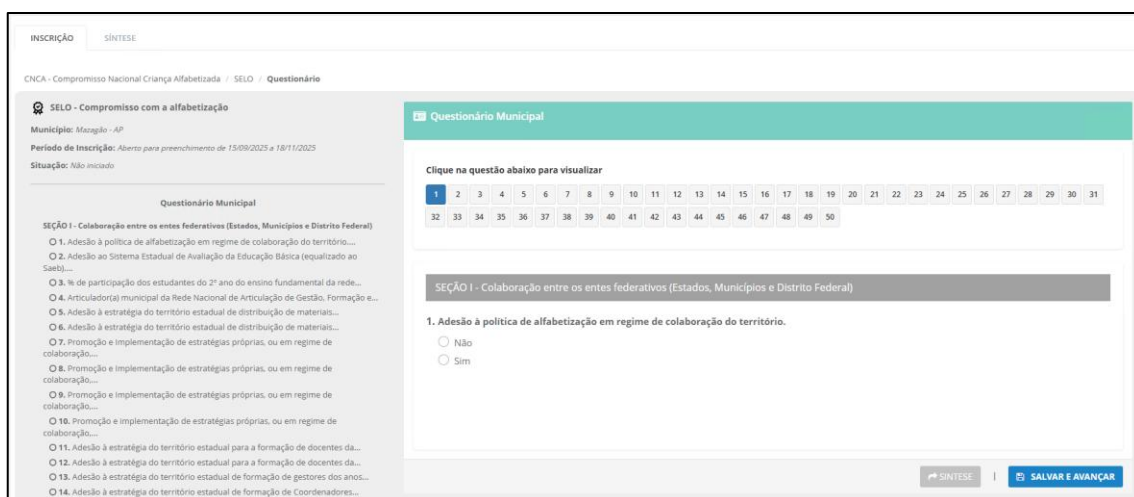 INSCRIÇÃO SÍNTESE
CNCA - Compromisso Nacional Criança Alfabetizada / SELO / Questionário
SELO - Compromisso com a alfabetização
Município: Mazagão - AP
Período de Inscrição: Aberto para preenchimento de 15/09/2025 a 18/11/2025
Situação: Não iniciado
Questionário Municipal
SEÇÃO I - Colaboração entre os entes federativos (Estados, Municípios e Distrito Federal)
1. Adesão à política de alfabetização em regime de colaboração do território....
2. Adesão ao Sistema Estadual de Avaliação da Educação Básica (equalizado ao
Saeb)....
3. % de participação dos estudantes do 2º ano do ensino fundamental da rede...
4. Articulador(a) municipal da Rede Nacional de Articulação de Gestão, Formação e...
5. Adesão à estratégia do território estadual de distribuição de materiais...
6. Adesão à estratégia do território estadual de distribuição de materiais...
7. Promoção e implementação de estratégias próprias, ou em regime de
colaboração,...
8. Promoção e implementação de estratégias próprias, ou em regime de
colaboração,...
9. Promoção e implementação de estratégias próprias, ou em regime de
colaboração,...
10. Promoção e implementação de estratégias próprias, ou em regime de
colaboração,...
11. Adesão à estratégia do território estadual para a formação de docentes da...
12. Adesão à estratégia do território estadual para a formação de docentes da...
13. Adesão à estratégia do território estadual de formação de gestores dos anos...
14. Adesão à estratégia do território estadual de formação de Coordenadores...
Questionário Municipal
Clique na questão abaixo para visualizar
1 2 3 4 5 6 7 8 9 10 11 12 13 14 15 16 17 18 19 20 21 22 23 24 25 26 27 28 29 30 31
32 33 34 35 36 37 38 39 40 41 42 43 44 45 46 47 48 49 50
SEÇÃO I - Colaboração entre os entes federativos (Estados, Municípios e Distrito Federal)
1. Adesão à política de alfabetização em regime de colaboração do território.
Não
Sim
SINTESE | SALVAR E AVANÇAR